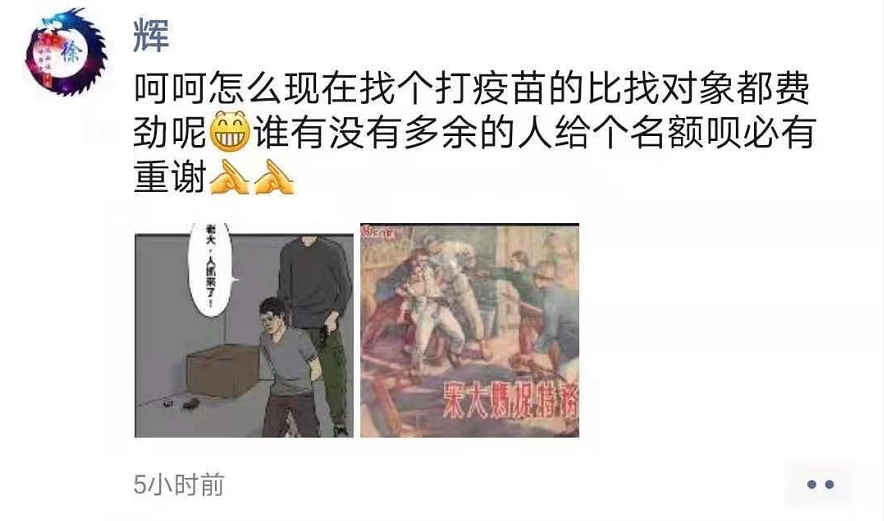 徐
辉
呵呵怎么现在找个打疫苗的比找对象都费
劲呢谁有没有多余的人给个名额呗必有
重谢
老大，人抓来了！
宋大妈捉特务
5小时前